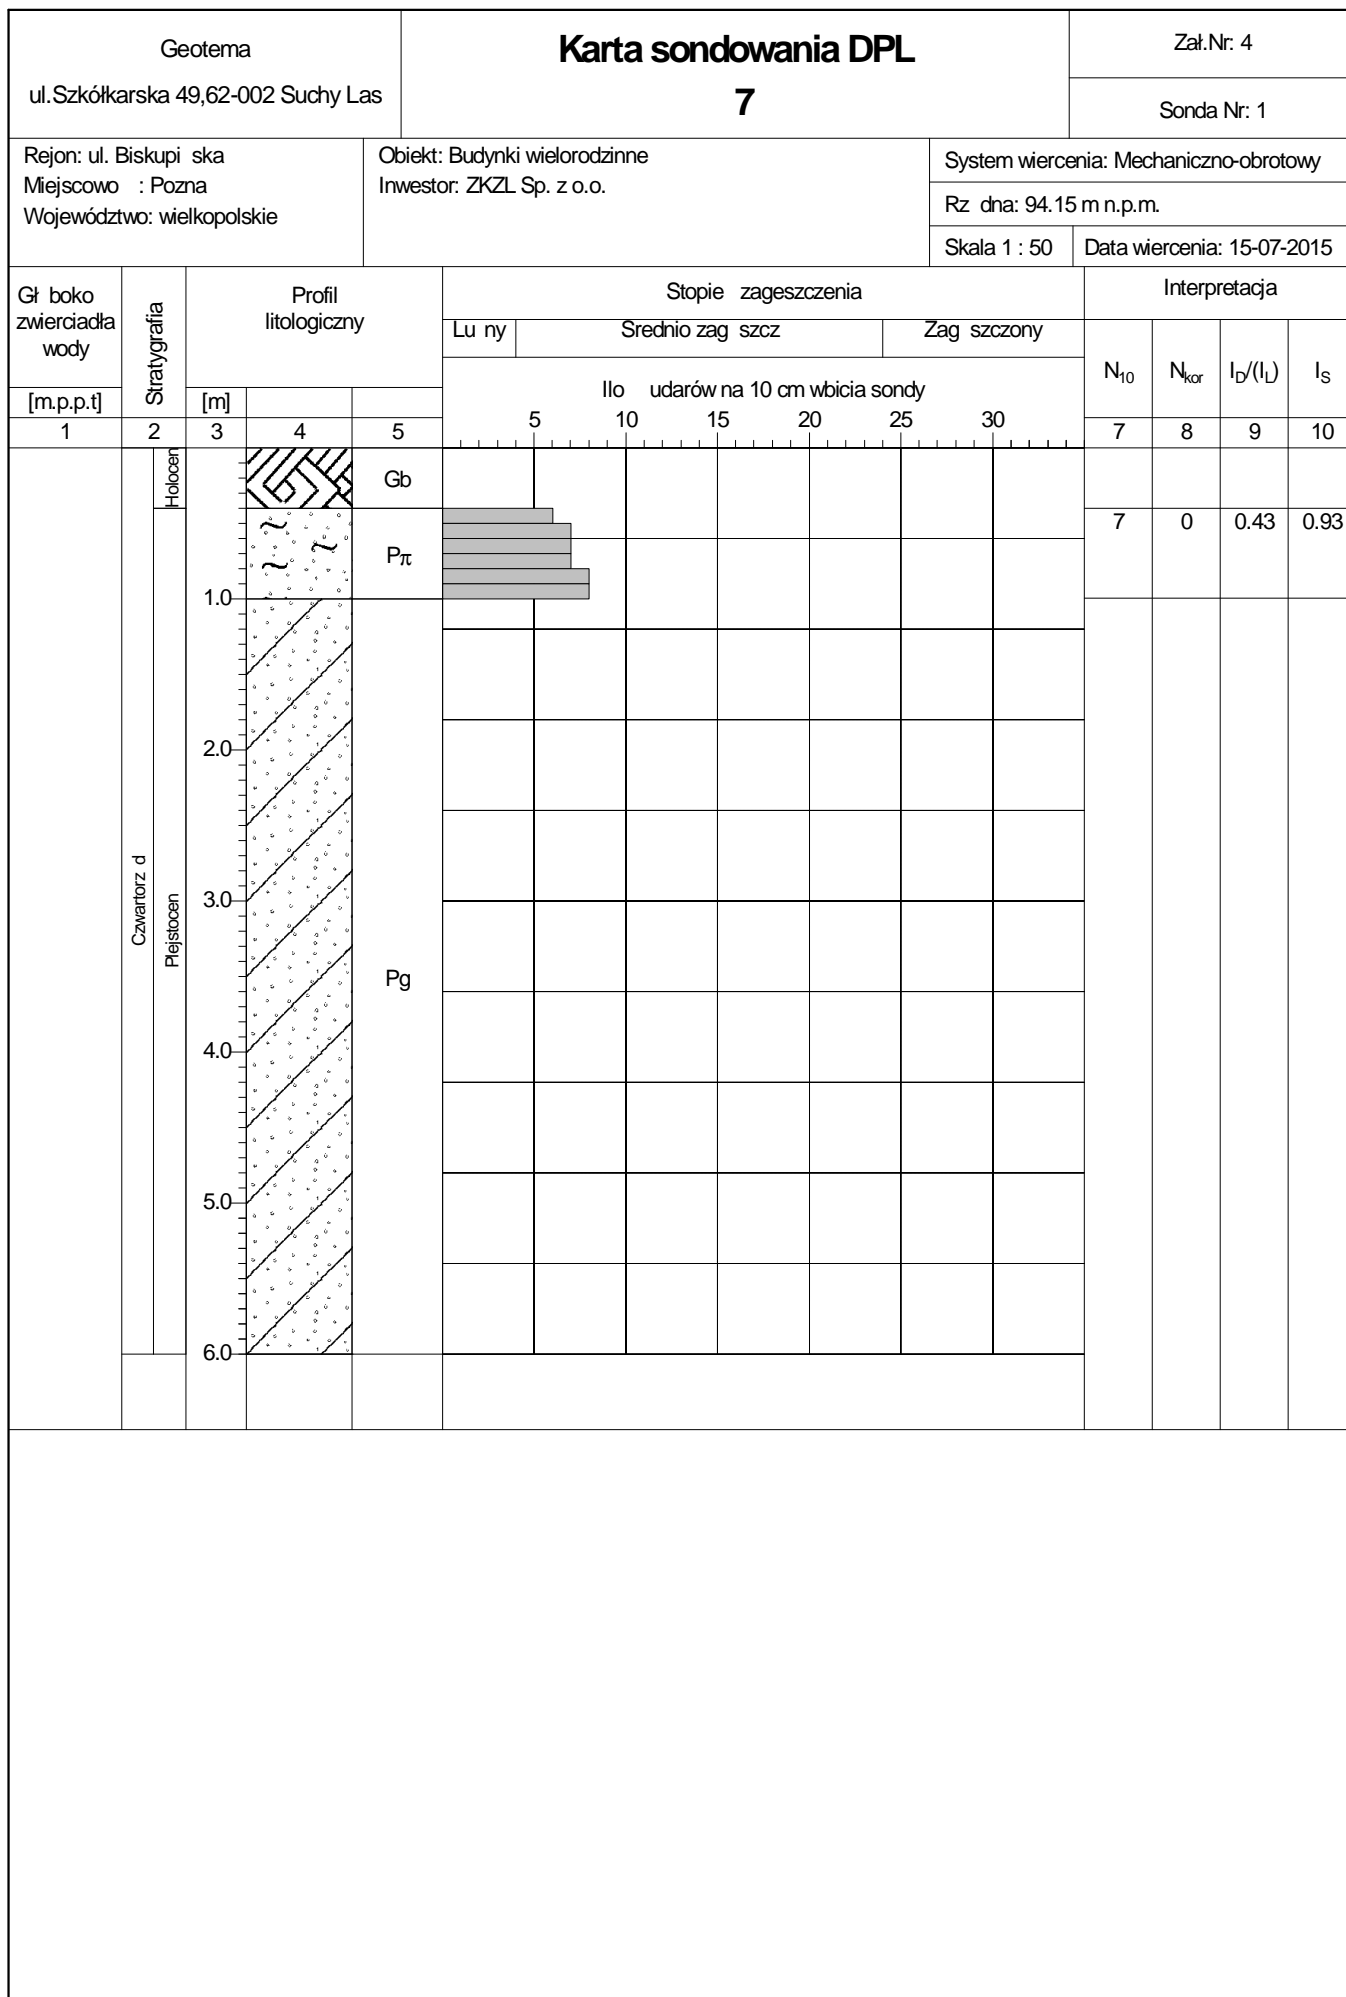 Geotema
ul.Szkółkarska 49,62-002 Suchy Las
Karta sondowania DPL
7
Zał.Nr: 4
Sonda Nr: 1
Rejon: ul. Biskupi ska
Miejscowo : Pozna
Województwo: wielkopolskie
Obiekt: Budynki wielorodzinne
Inwestor: ZKZL Sp. z o.o.
System wiercenia: Mechaniczno-obrotowy
Rz dna: 94.15 m n.p.m.
Skala 1 : 50
Data wiercenia: 15-07-2015
Gł boko
zwierciadła
wody
[m.p.p.t]
Stratygrafia
Profil
litologiczny
[m]
Stopie zageszczenia
Lu ny
Srednio zag szcz
Zag szczony
Ilo udarów na 10 cm wbicia sondy
5 10 15 20 25 30
Interpretacja
N10 Nkor ID/(IL) IS
1 2 3 4 5 7 8 9 10
Holocen
Gb
Pπ
7 0 0.43 0.93
1.0
2.0
Czwartorz d
Plejstocen
3.0
Pg
4.0
5.0
6.0